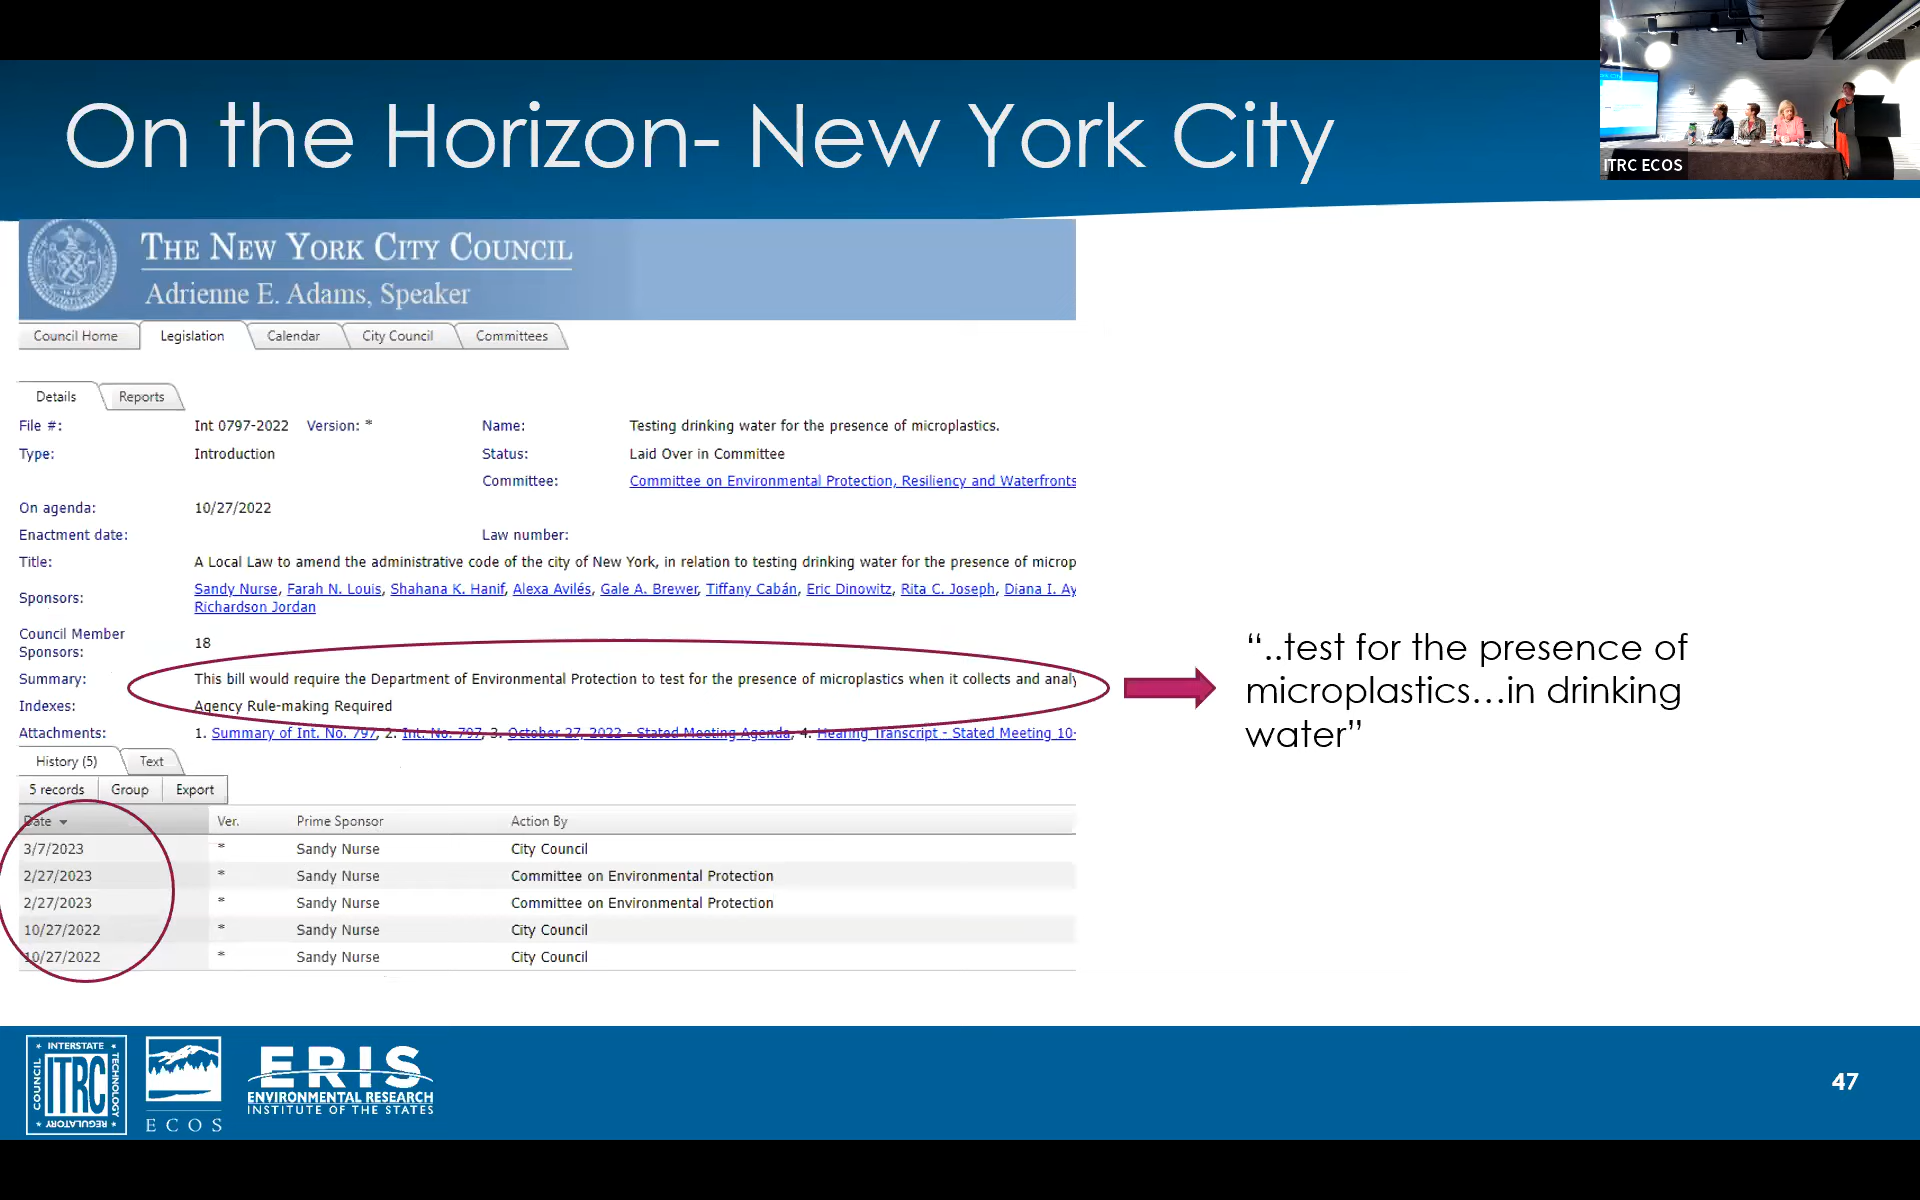 On the Horizon- New York City
ITRC ECOS
THE NEW YORK CITY COUNCIL
Adrienne E. Adams, Speaker
Council Home Legislation Calendar City Council Committees
Details Reports
File #: Int 0797-2022 Version: * Name: Testing drinking water for the presence of microplastics.
Type: Introduction Status: Laid Over in Committee
Committee: Committee on Environmental Protection, Resiliency and Waterfronts
On agenda: 10/27/2022
Enactment date: Law number:
Title: A Local Law to amend the administrative code of the city of New York, in relation to testing drinking water for the presence of microp
Sponsors: Sandy Nurse, Farah N. Louis, Shahana K. Hanif, Alexa Avilés, Gale A. Brewer, Tiffany Cabán, Eric Dinowitz, Rita C. Joseph, Diana I. Ay
Richardson Jordan
Council Member
Sponsors: 18
Summary: This bill would require the Department of Environmental Protection to test for the presence of microplastics when it collects and analy
Indexes: Agency Rule-making Required
Attachments: 1. Summary of Int. No. 797, 2. Int. No. 797, 3. October 27, 2022 - Stated Meeting Agenda, 4. Hearing Transcript - Stated Meeting 10-
History (5) Text
5 records Group Export
Date Ver. Prime Sponsor Action By
3/7/2023 * Sandy Nurse City Council
2/27/2023 * Sandy Nurse Committee on Environmental Protection
2/27/2023 * Sandy Nurse Committee on Environmental Protection
10/27/2022 * Sandy Nurse City Council
10/27/2022 * Sandy Nurse City Council
“..test for the presence of
microplastics...in drinking
water”
INTERSTATE TECHNOLOGY REGULATORY COUNCIL
ITRC
ECOS
ERIS
ENVIRONMENTAL RESEARCH
INSTITUTE OF THE STATES
47